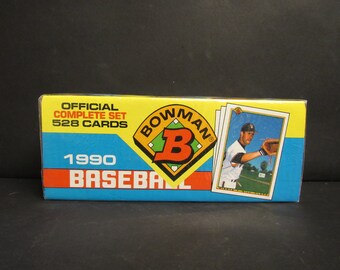 OFFICIAL
COMPLETE SET
528 CARDS
BOWMAN
B
1990
BASEBALL